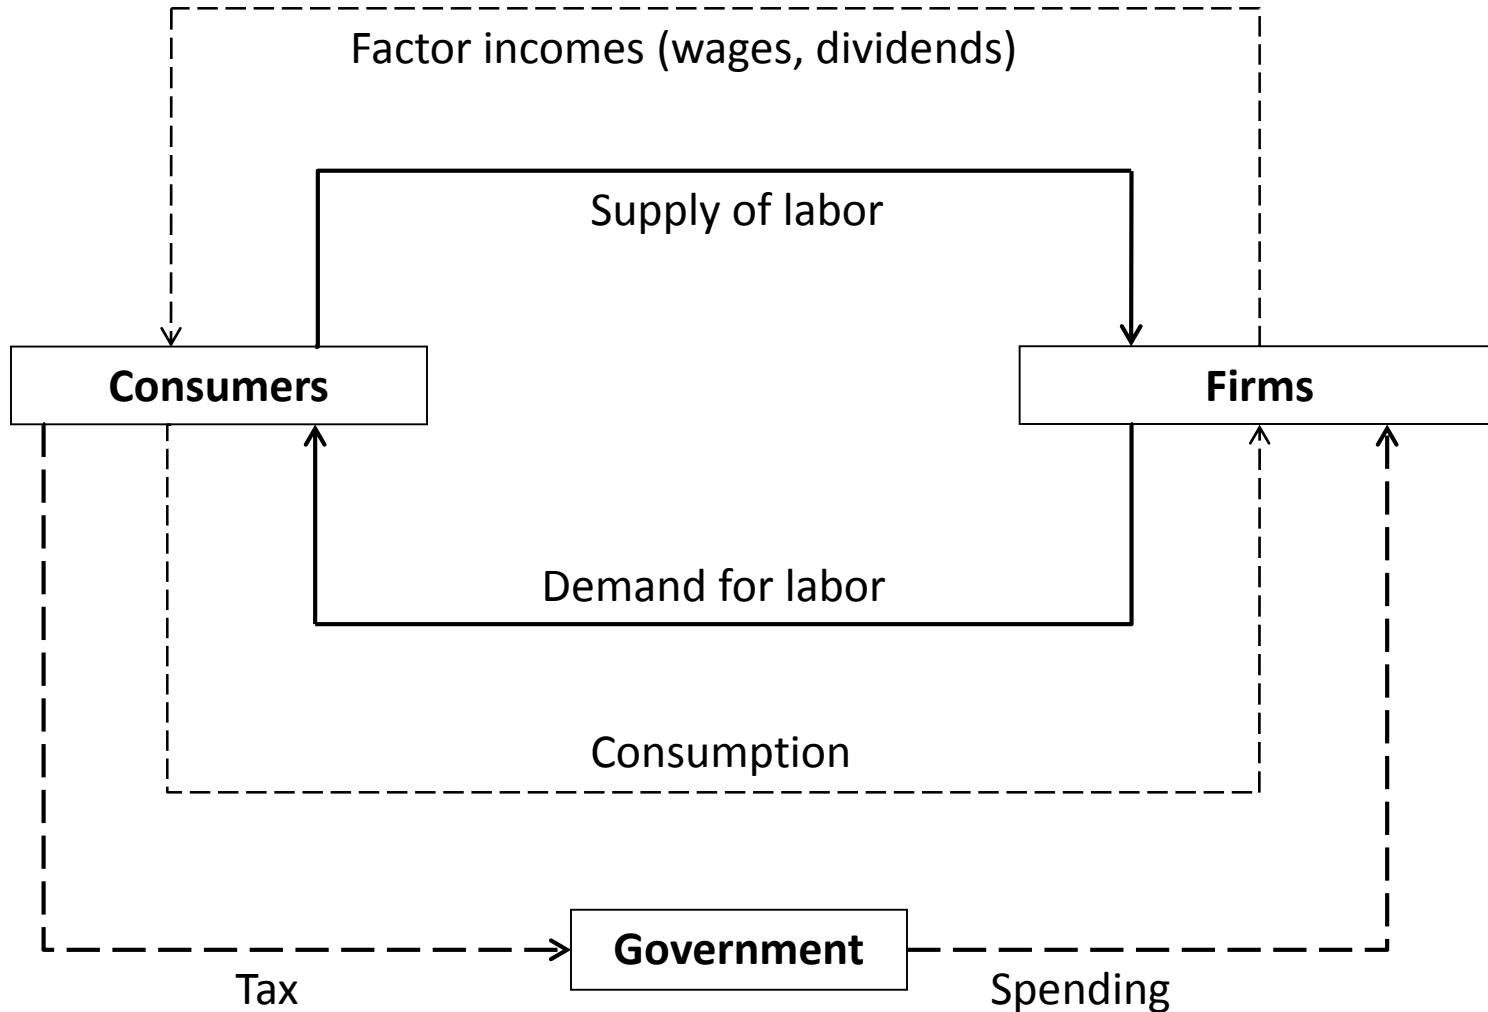 Factor incomes (wages, dividends)
Supply of labor
Consumers
Firms
Demand for labor
Consumption
Government
Tax
Spending